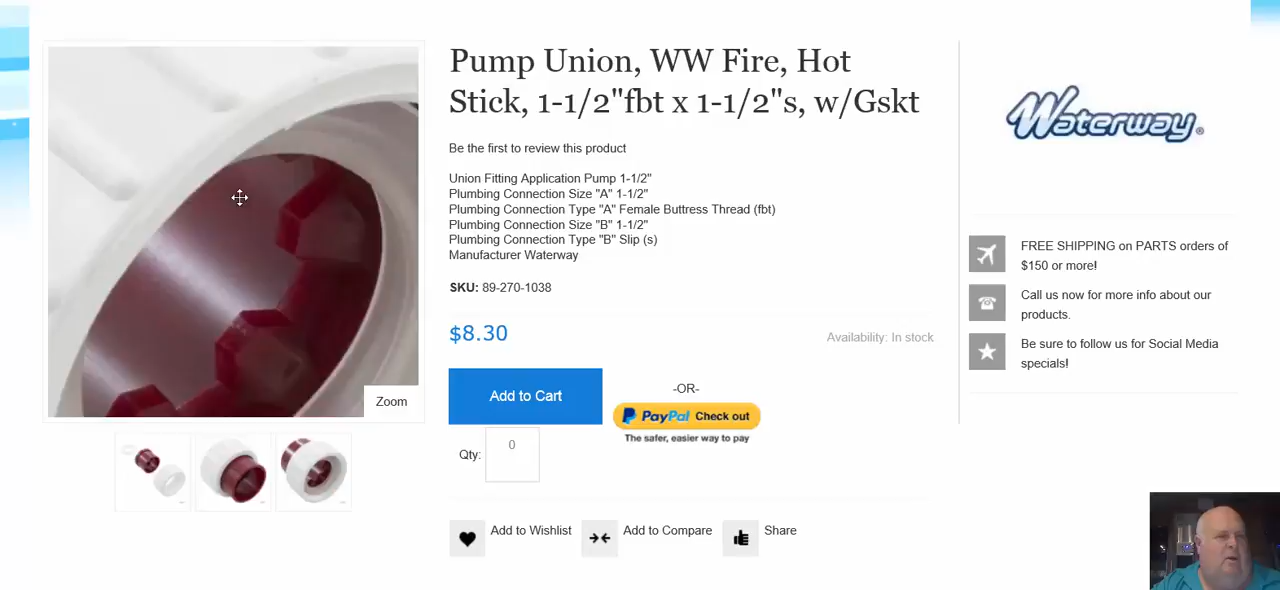 Pump Union, WW Fire, Hot
Stick, 1-1/2"fbt x 1-1/2"s, w/Gskt
Be the first to review this product
Union Fitting Application Pump 1-1/2"
Plumbing Connection Size "A" 1-1/2"
Plumbing Connection Type "A" Female Buttress Thread (fbt)
Plumbing Connection Size "B" 1-1/2"
Plumbing Connection Type "B" Slip (s)
Manufacturer Waterway
SKU: 89-270-1038
$8.30
Availability: In stock
Add to Cart
-OR-
PayPal Check out
The safer, easier way to pay
Qty: 0
Add to Wishlist
Add to Compare
Share
Zoom
Waterway®
FREE SHIPPING on PARTS orders of
$150 or more!
Call us now for more info about our
products.
Be sure to follow us for Social Media
specials!